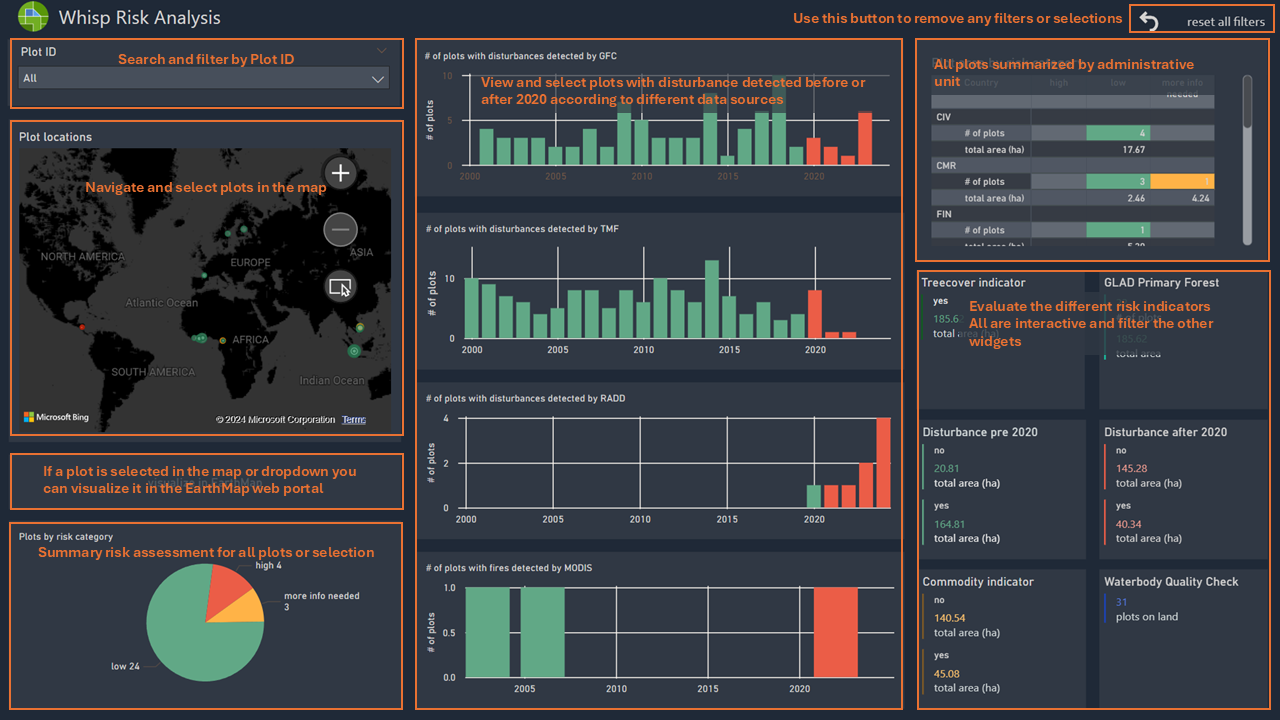 Whisp Risk Analysis
Use this button to remove any filters or selections
reset all filters
Plot ID
Search and filter by Plot ID
All
Plot locations
Navigate and select plots in the map
NORTH AMERICA
EUROPE
ASIA
Atlantic Ocean
AFRICA
SOUTH AMERICA
Indian Ocean
Microsoft Bing
© 2024 Microsoft Corporation Terms
If a plot is selected in the map or dropdown you
can visualize it in the EarthMap web portal
Plots by risk category
Summary risk assessment for all plots or selection
high 4
more info needed
3
low 24
# of plots with disturbances detected by GFC
View and select plots with disturbance detected before or
after 2020 according to different data sources
# of plots
10
5
0
2000
2005
2010
2015
2020
# of plots with disturbances detected by TMF
# of plots
10
0
2000
2005
2010
2015
2020
# of plots with disturbances detected by RADD
# of plots
4
2
0
2000
2005
2010
2015
2020
# of plots with fires detected by MODIS
# of plots
1.0
0.5
0.0
2005
2010
2015
2020
All plots summarized by administrative
unit
Country high low more info
needed
CIV
# of plots 4
total area (ha) 17.67
CMR
# of plots 3 1
total area (ha) 2.46 4.24
FIN
# of plots 1
total area (ha) 5.20
Treecover indicator
yes
185.6
total area (ha)
GLAD Primary Forest
185.62
total area
Evaluate the different risk indicators
All are interactive and filter the other
widgets
Disturbance pre 2020
no
20.81
total area (ha)
yes
164.81
total area (ha)
Disturbance after 2020
no
145.28
total area (ha)
yes
40.34
total area (ha)
Commodity indicator
no
140.54
total area (ha)
yes
45.08
total area (ha)
Waterbody Quality Check
31
plots on land